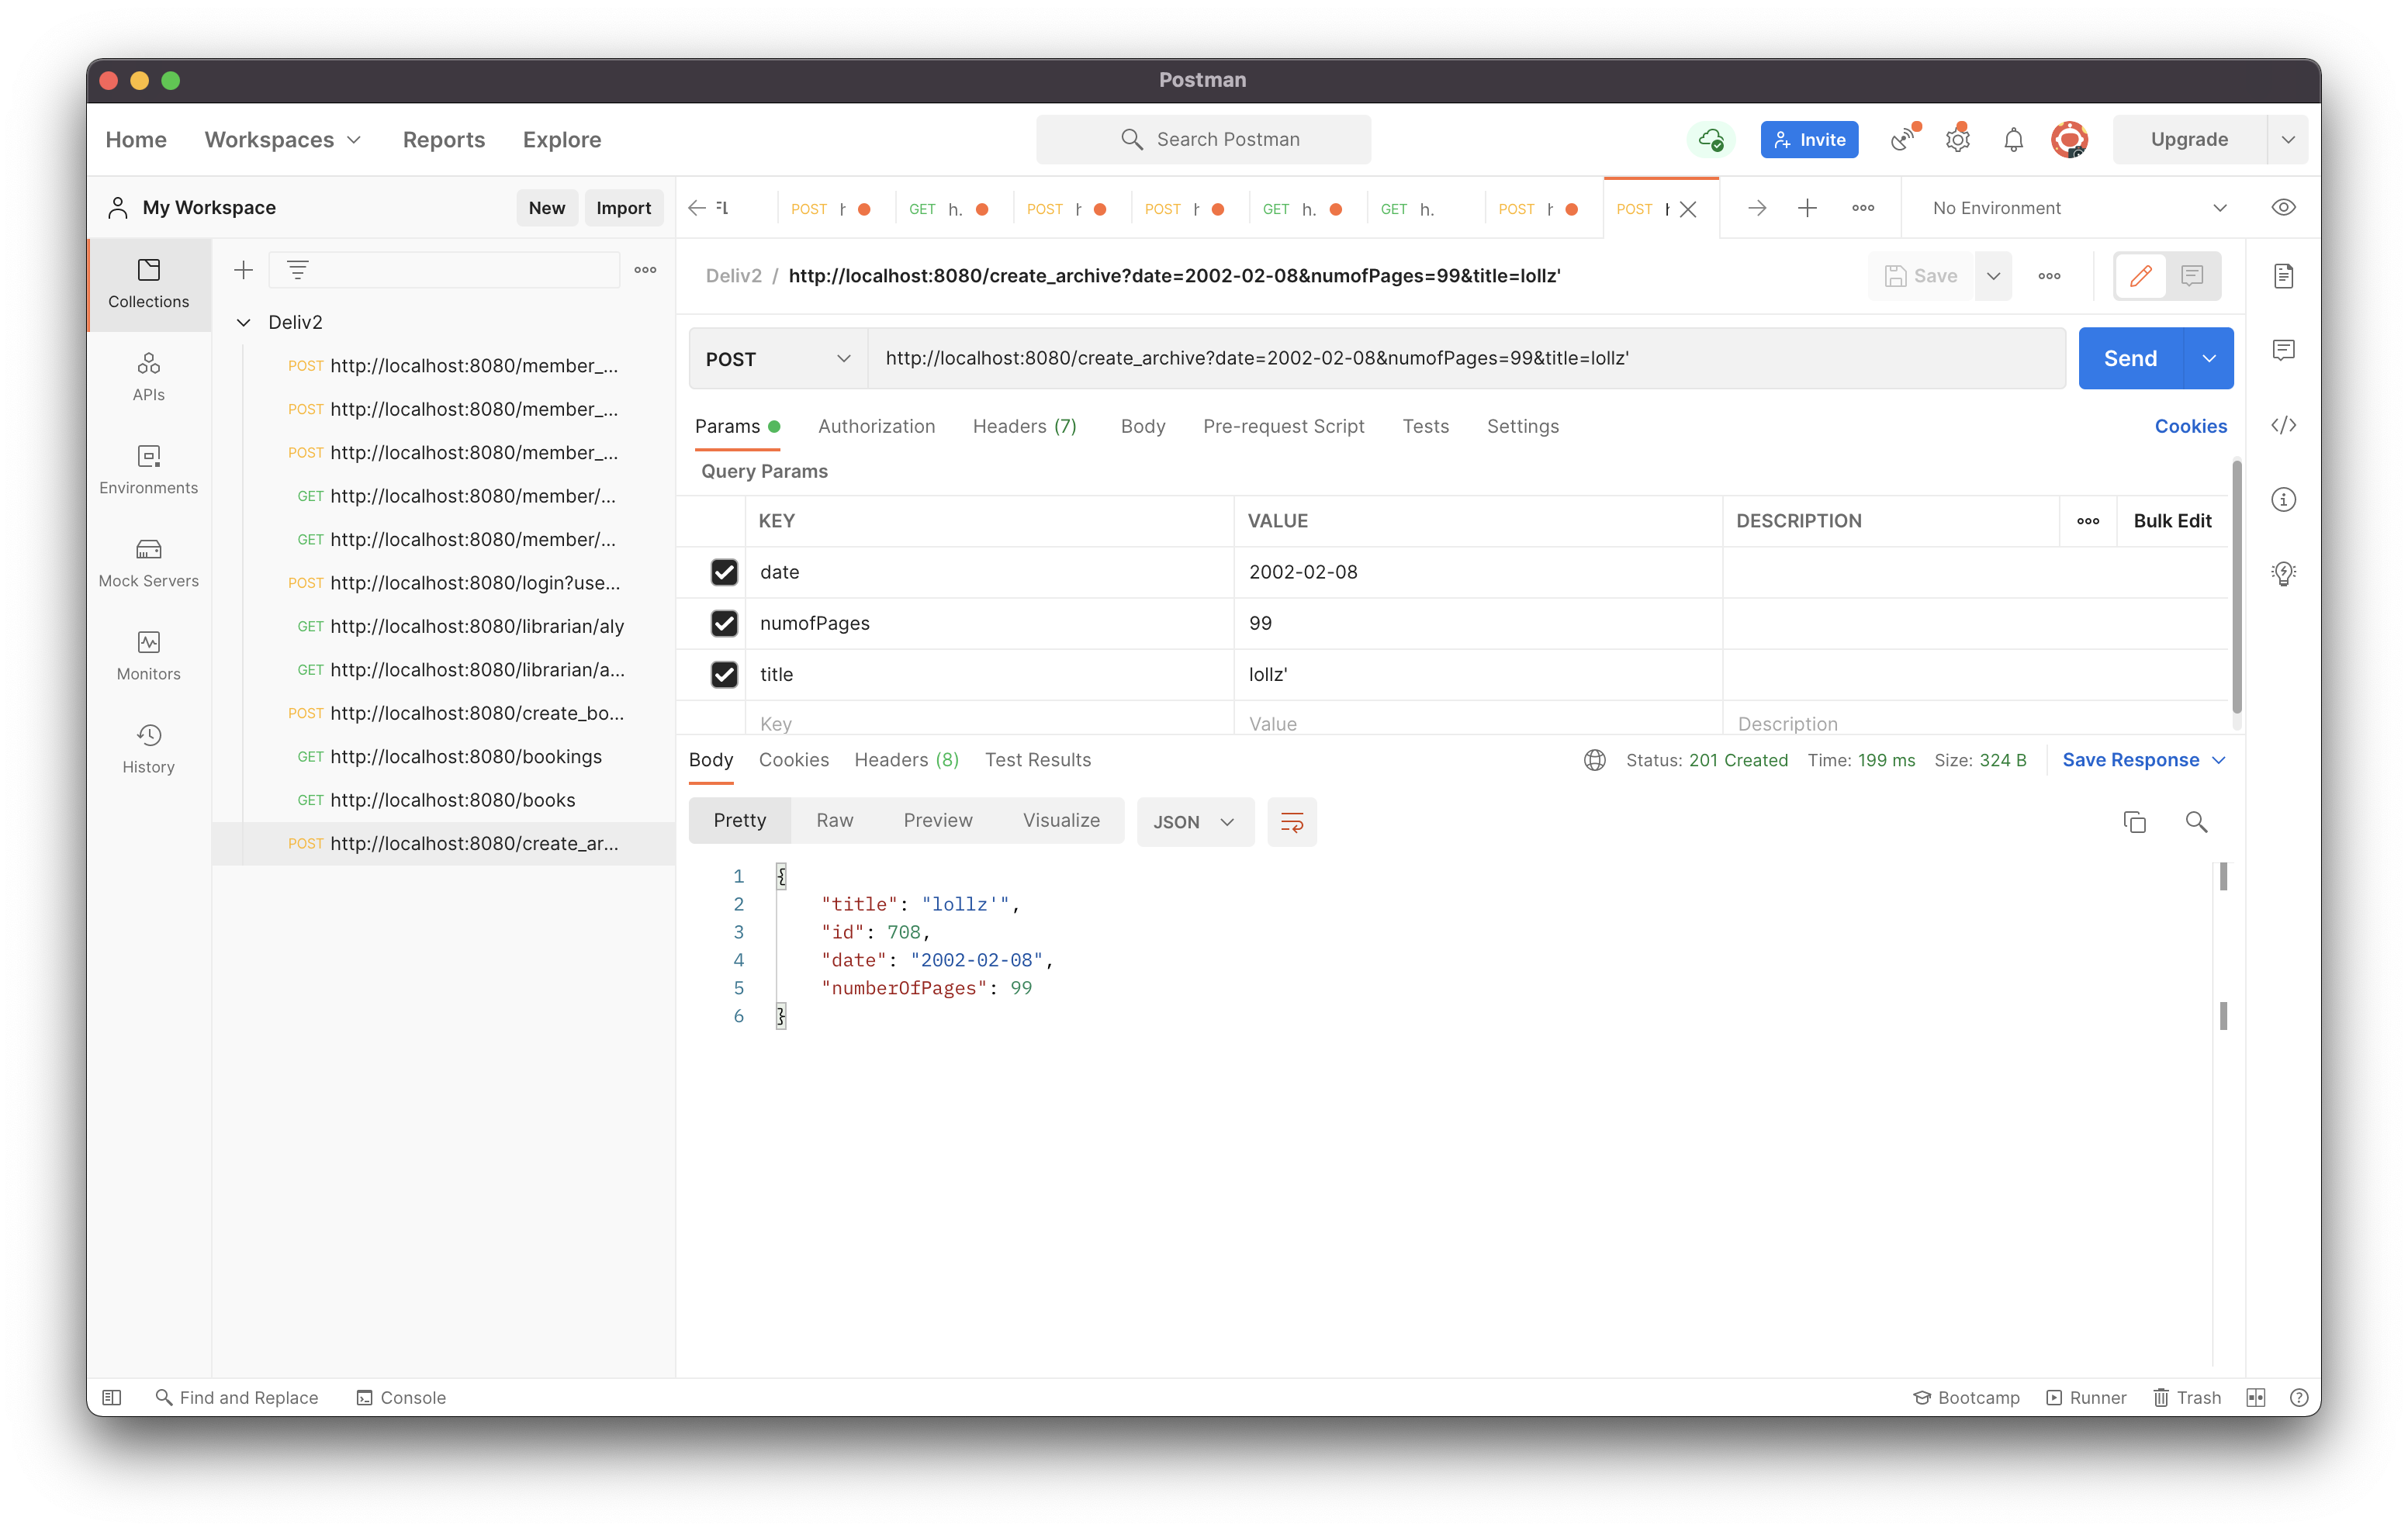 Postman
Home Workspaces Reports Explore Search Postman Invite Upgrade
My Workspace New Import
POST GET h. POST POST GET h. GET h. POST POST No Environment
Collections
APIs
Environments
Mock Servers
Monitors
History
Deliv2
POST http://localhost:8080/member_...
POST http://localhost:8080/member_...
POST http://localhost:8080/member_...
GET http://localhost:8080/member/...
GET http://localhost:8080/member/...
POST http://localhost:8080/login?use...
GET http://localhost:8080/librarian/aly
GET http://localhost:8080/librarian/a...
POST http://localhost:8080/create_bo...
GET http://localhost:8080/bookings
GET http://localhost:8080/books
POST http://localhost:8080/create_ar...
Deliv2 / http://localhost:8080/create_archive?date=2002-02-08&numofPages=99&title=lollz' Save
POST http://localhost:8080/create_archive?date=2002-02-08&numofPages=99&title=lollz' Send
Params Authorization Headers (7) Body Pre-request Script Tests Settings Cookies
Query Params
KEY VALUE DESCRIPTION Bulk Edit
date 2002-02-08
numofPages 99
title lollz'
Key Value Description
Body Cookies Headers (8) Test Results Status: 201 Created Time: 199 ms Size: 324 B Save Response
Pretty Raw Preview Visualize JSON
1 {
2 "title": "lollz'",
3 "id": 708,
4 "date": "2002-02-08",
5 "numberOfPages": 99
6 }
Find and Replace Console Bootcamp Runner Trash